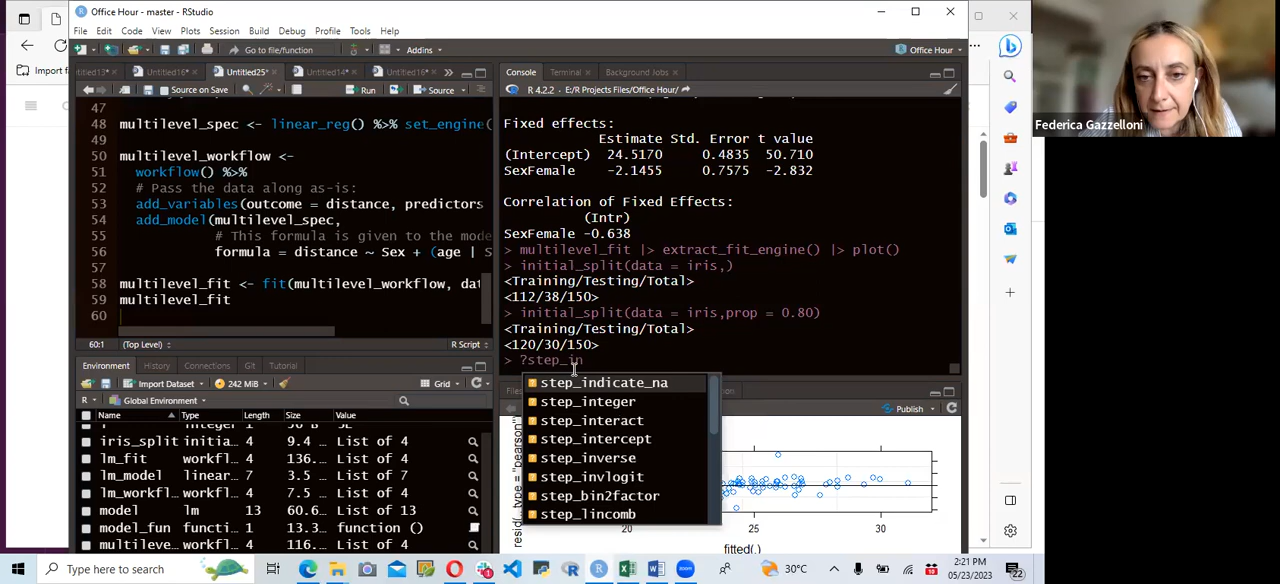 Office Hour - master - RStudio
File Edit Code View Plots Session Build Debug Profile Tools Help
Go to file/function Addins Office Hour
Untitled16* Untitled25* Untitled14* Untitled16*
Source on Save Run Source
47
48 multilevel_spec <- linear_reg() %>% set_engine(
49
50 multilevel_workflow <-
51 workflow() %>%
52 # Pass the data along as-is:
53 add_variables(outcome = distance, predictors
54 add_model(multilevel_spec,
55 # This formula is given to the mode
56 formula = distance ~ Sex + (age | S
57
58 multilevel_fit <- fit(multilevel_workflow, dat
59 multilevel_fit
60
60:1 (Top Level) R Script
Console Terminal Background Jobs
R 4.2.2 . E:/R Projects Files/Office Hour/
Fixed effects:
Estimate Std. Error t value
(Intercept) 24.5170 0.4835 50.710
SexFemale -2.1455 0.7575 -2.832
Correlation of Fixed Effects:
(Intr)
SexFemale -0.638
> multilevel_fit |> extract_fit_engine() |> plot()
> initial_split(data = iris,)
<Training/Testing/Total>
<112/38/150>
> initial_split(data = iris,prop = 0.80)
<Training/Testing/Total>
<120/30/150>
> ?step_in
step_indicate_na
step_integer
step_interact
step_intercept
step_inverse
step_invlogit
step_bin2factor
step_lincomb
Environment History Connections Git Tutorial
Import Dataset 242 MiB Grid
R Global Environment
Name Type Length Size Value
iris_split initia… 4 9.4 … List of 4
lm_fit workfl… 4 136.… List of 4
lm_model linear… 7 3.5 … List of 7
lm_workfl… workfl… 4 7.5 … List of 4
model lm 13 60.6… List of 13
model_fun functi… 1 13.3… function ()
multileve… workfl… 4 116.… List of 4
Publish
resid(., type = "pearson")
20 25 30
fitted(.)
Import f
Federica Gazzelloni
Type here to search
30°C
2:21 PM
05/23/2023
22